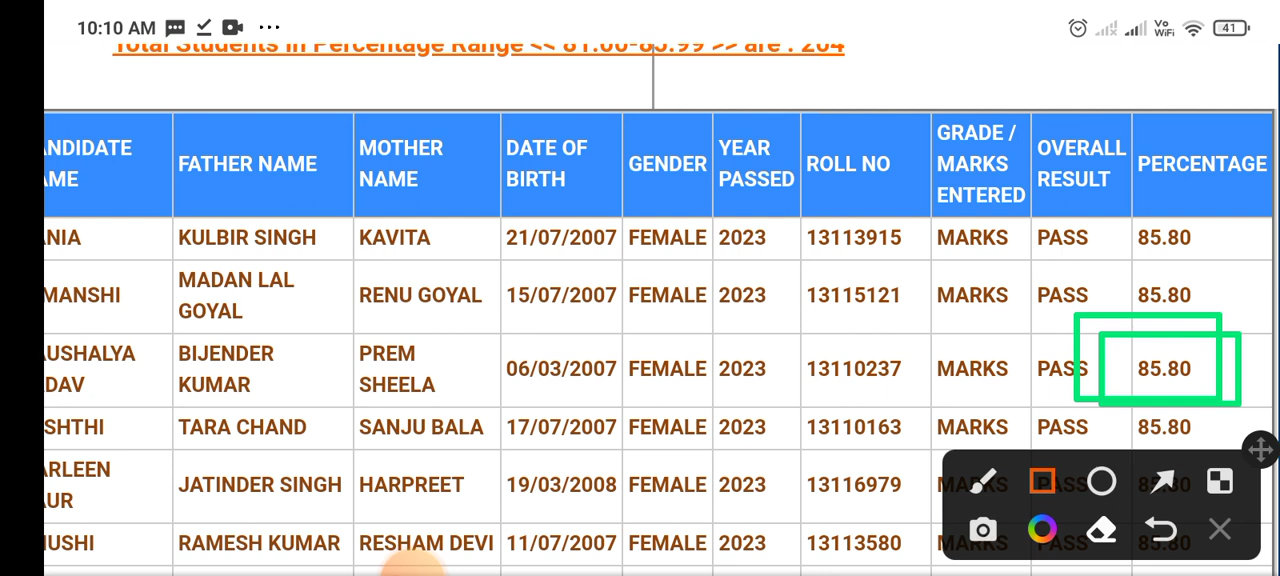 10:10 AM
Vo
WiFi
41
Total Students in Percentage Range << 81.00-85.99 >> are : 204
ANDIDATE
AME
FATHER NAME
MOTHER
NAME
DATE OF
BIRTH
GENDER
YEAR
PASSED
ROLL NO
GRADE /
MARKS
ENTERED
OVERALL
RESULT
PERCENTAGE
ANIA KULBIR SINGH KAVITA 21/07/2007 FEMALE 2023 13113915 MARKS PASS 85.80
MANSHI
MADAN LAL
GOYAL
RENU GOYAL 15/07/2007 FEMALE 2023 13115121 MARKS PASS 85.80
AUSHALYA
DAV
BIJENDER
KUMAR
PREM
SHEELA
06/03/2007 FEMALE 2023 13110237 MARKS PASS 85.80
SHTHI TARA CHAND SANJU BALA 17/07/2007 FEMALE 2023 13110163 MARKS PASS 85.80
ARLEEN
AUR
JATINDER SINGH HARPREET 19/03/2008 FEMALE 2023 13116979 MARKS PASS 85.80
USHI RAMESH KUMAR RESHAM DEVI 11/07/2007 FEMALE 2023 13113580 MARKS PASS 85.80